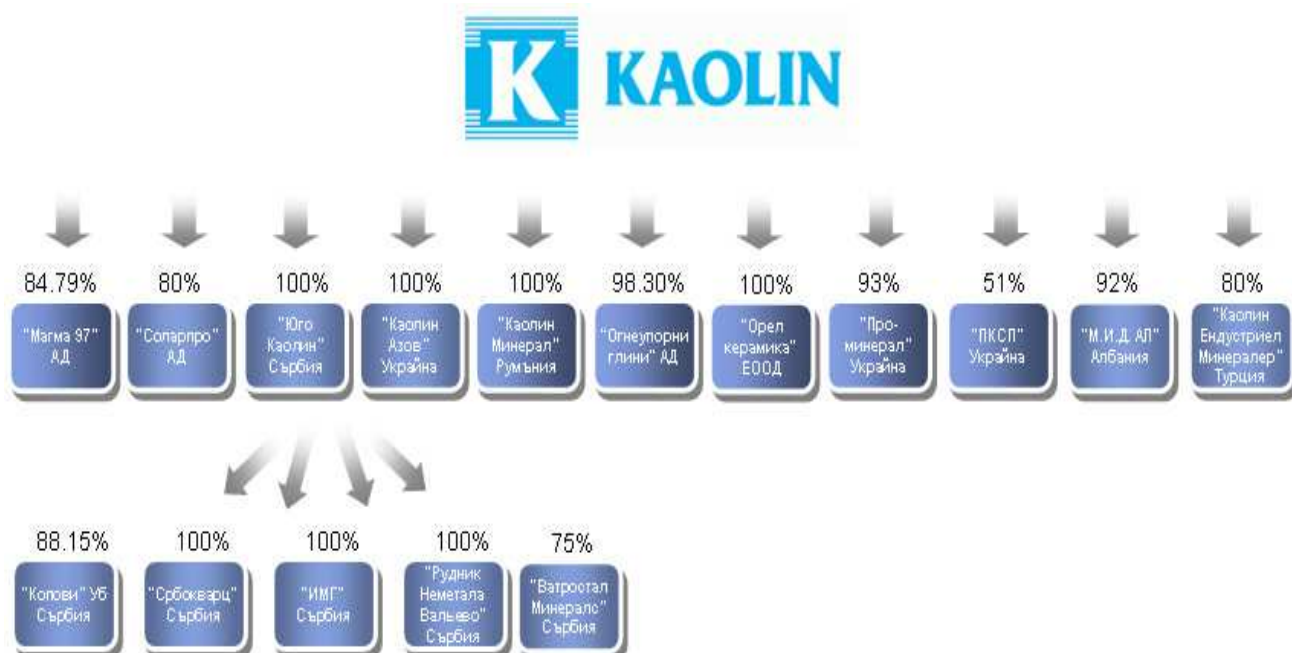 K KAOLIN
84.79%
"Магма 97"
АД
80%
"Соларпро"
АД
100%
"Юго
Каолин"
Сърбия
100%
"Каолин
Азов"
Украйна
100%
"Каолин
Минерал"
Румъния
98.30%
"Огнеупорни
глини" АД
100%
"Орел
керамика"
ЕООД
93%
"Про-
минерал"
Украйна
51%
"ПКСП"
Украйна
92%
"М.И.Д. АЛ"
Албания
80%
"Каолин
Ендустриел
Минералер"
Турция
88.15%
"Копови" Уб
Сърбия
100%
"Србокварц"
Сърбия
100%
"ИМГ"
Сърбия
100%
"Рудник
Неметала
Вальево"
Сърбия
75%
"Ватростал
Минералс"
Сърбия